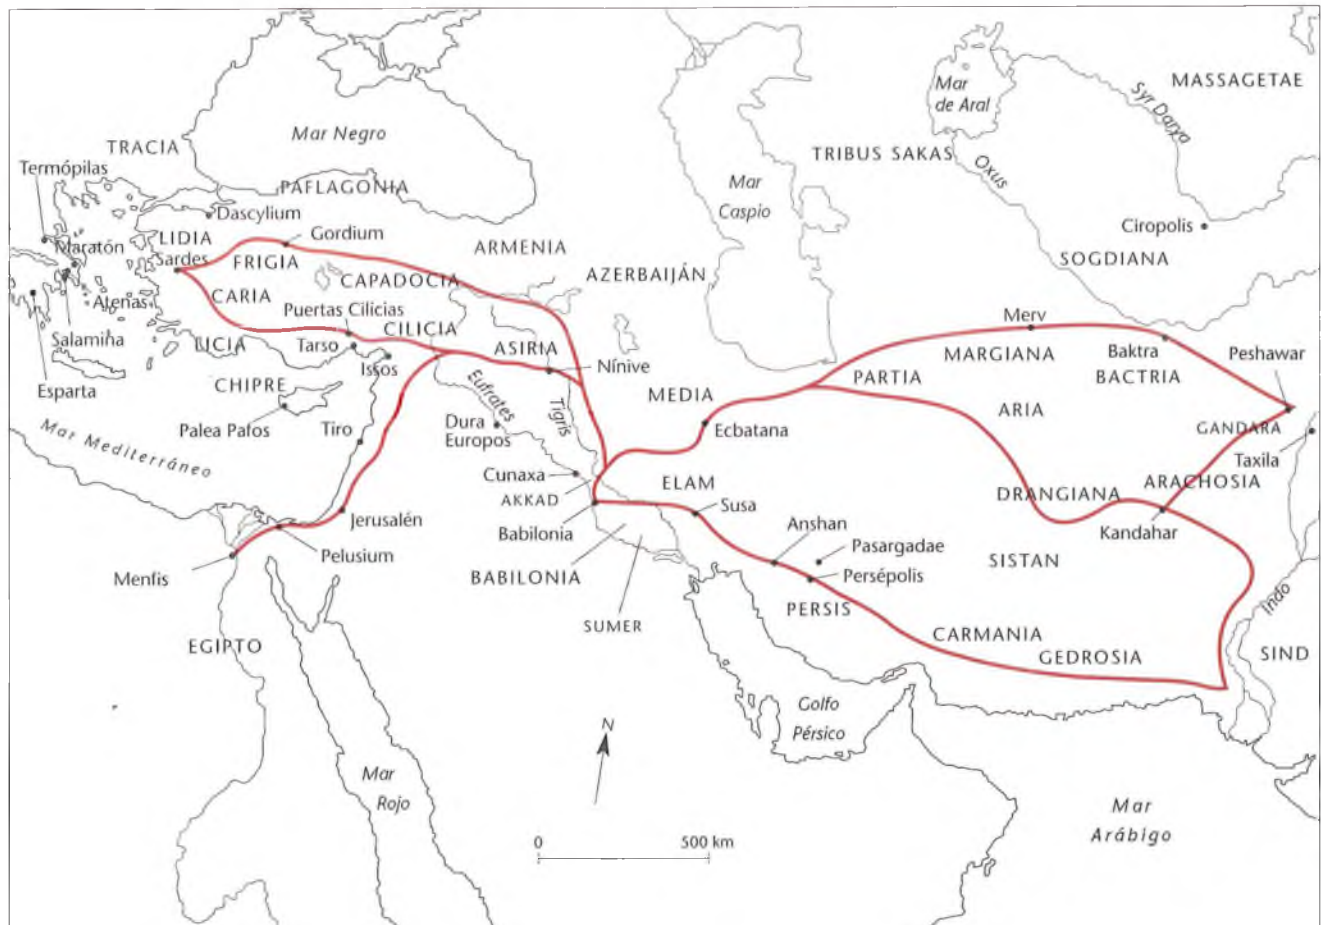 MASSAGETAE
Mar
de Aral
Syr Darya
Mar Negro
TRACIA
TRIBUS SAKAS
Termópilas
Oxus
PAFLAGONIA
Mar
Caspio
Dascylium
Ciropolis
LIDIA
Gordium
Maratón
ARMENIA
Sardes
FRIGIA
SOGDIANA
AZERBAIJÁN
CAPADOCIA
CARIA
Atenas
Puertas Cilicias
Merv
CILICIA
Salamina
LICIA
Tarso
ASIRIA
MARGIANA
Baktra
Peshawar
Issos
Nínive
PARTIA
BACTRIA
Esparta
CHIPRE
Eufrates
MEDIA
ARIA
Tigris
Palea Pafos
Tiro
Dura
Europos
Ecbatana
GANDARA
Mar Mediterráneo
Taxila
Cunaxa
ELAM
ARACHOSIA
AKKAD
DRANGIANA
Susa
Jerusalén
Babilonia
Anshan
Kandahar
Pelusium
Pasargadae
Menfis
BABILONIA
Persépolis
SISTAN
PERSIS
Indo
SUMER
CARMANIA
EGIPTO
GEDROSIA
SIND
Golfo
Pérsico
N
Mar
Rojo
Mar
Arábigo
0
500 km